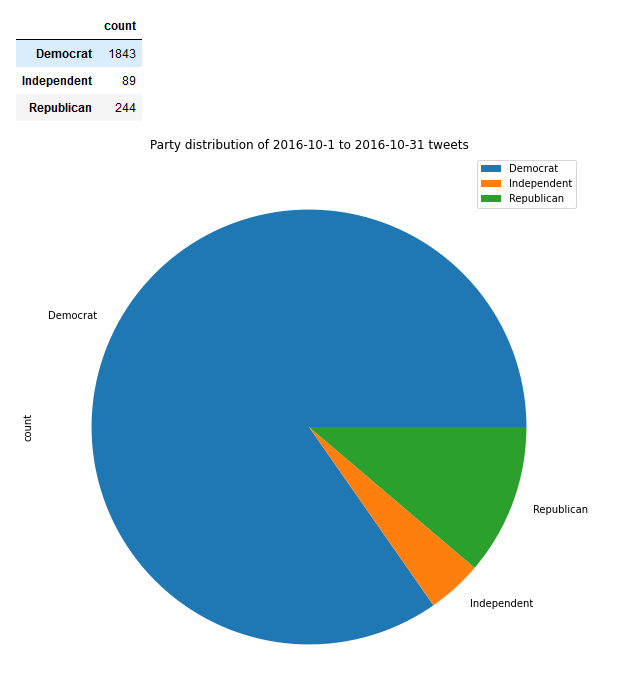 count
Democrat 1843
Independent 89
Republican 244
Party distribution of 2016-10-1 to 2016-10-31 tweets
Democrat
Independent
Republican
Democrat
count
Republican
Independent